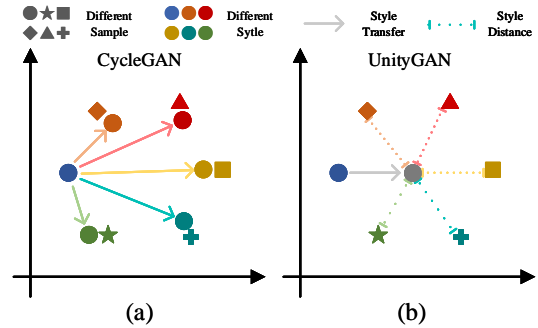 Different
Sample
Different
Sytle
Style
Transfer
Style
Distance
CycleGAN
UnityGAN
(a)
(b)